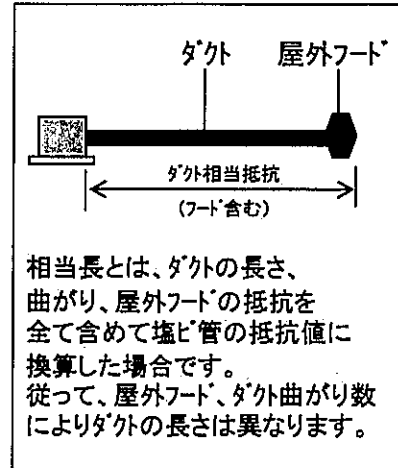 ダクト 屋外フード
ダクト相当抵抗
(フード含む)
相当長とは、ダクトの長さ、
曲がり、屋外フードの抵抗を
全て含めて塩ビ管の抵抗値に
換算した場合です。
従って、屋外フード、ダクト曲がり数
によりダクトの長さは異なります。